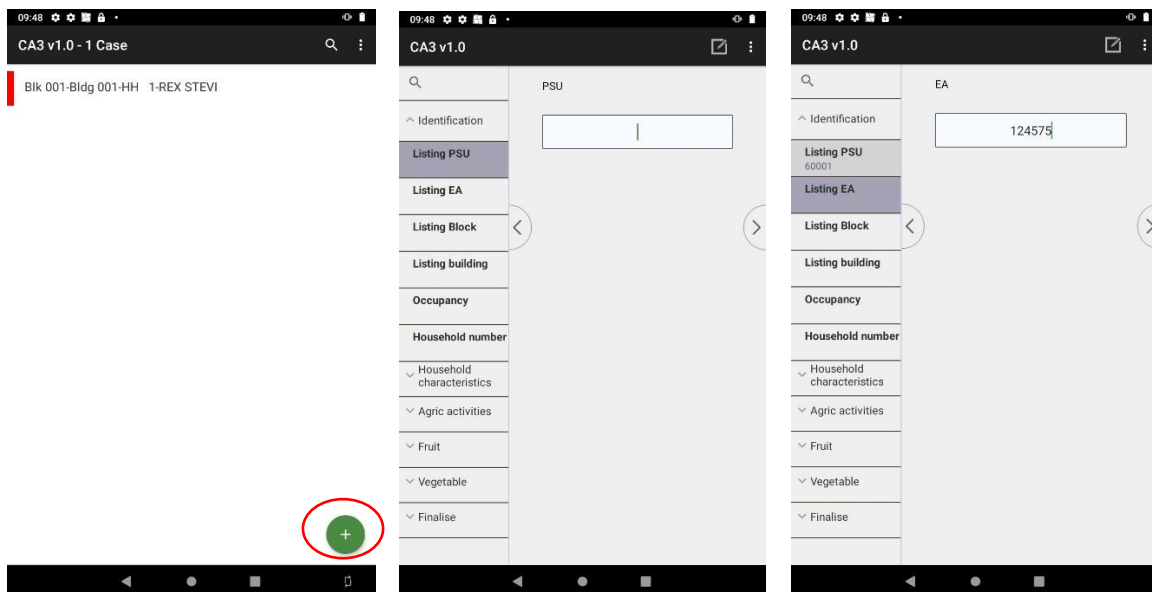 09:48
CA3 v1.0 - 1 Case
Blk 001-Bldg 001-HH 1-REX STEVI
+
09:48
CA3 v1.0
PSU
Identification
Listing PSU
Listing EA
Listing Block
Listing building
Occupancy
Household number
Household
characteristics
Agric activities
Fruit
Vegetable
Finalise
09:48
CA3 v1.0
EA
124575
Identification
Listing PSU
60001
Listing EA
Listing Block
Listing building
Occupancy
Household number
Household
characteristics
Agric activities
Fruit
Vegetable
Finalise